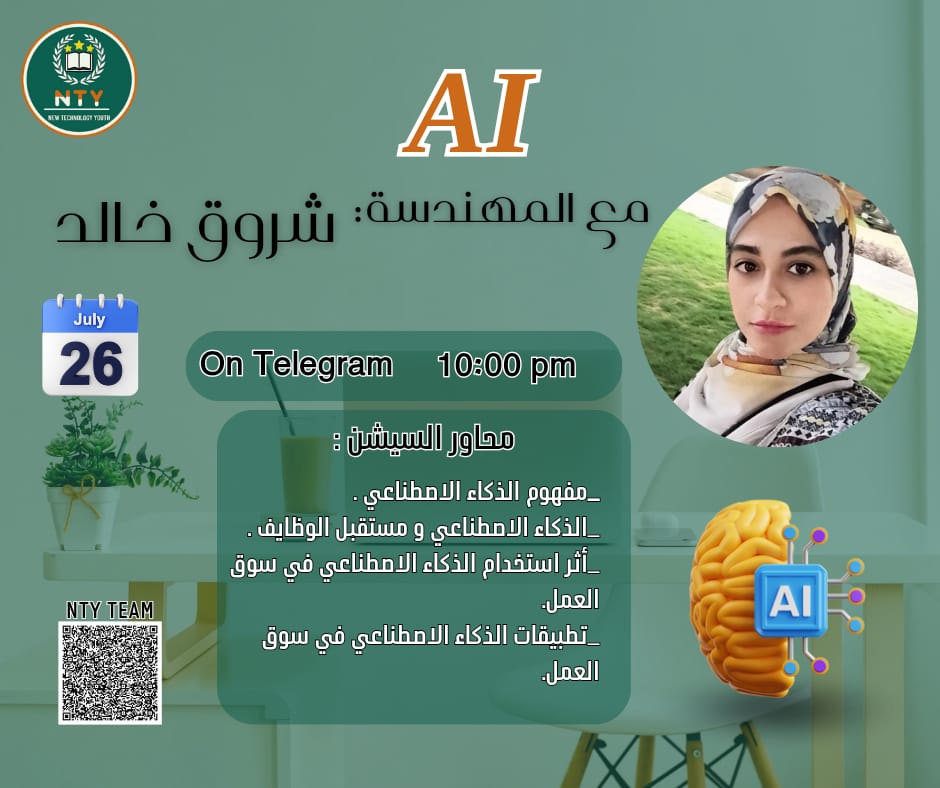 NTY
NEW TECHNOLOGY YOUTH
AI
مع المهندسة: شروق خالد
July
26
On Telegram 10:00 pm
محاور السيشن :
_مفهوم الذكاء الاصطناعي .
_الذكاء الاصطناعي و مستقبل الوظايف .
_أثر استخدام الذكاء الاصطناعي في سوق
العمل.
_تطبيقات الذكاء الاصطناعي في سوق
العمل.
NTY TEAM
AI